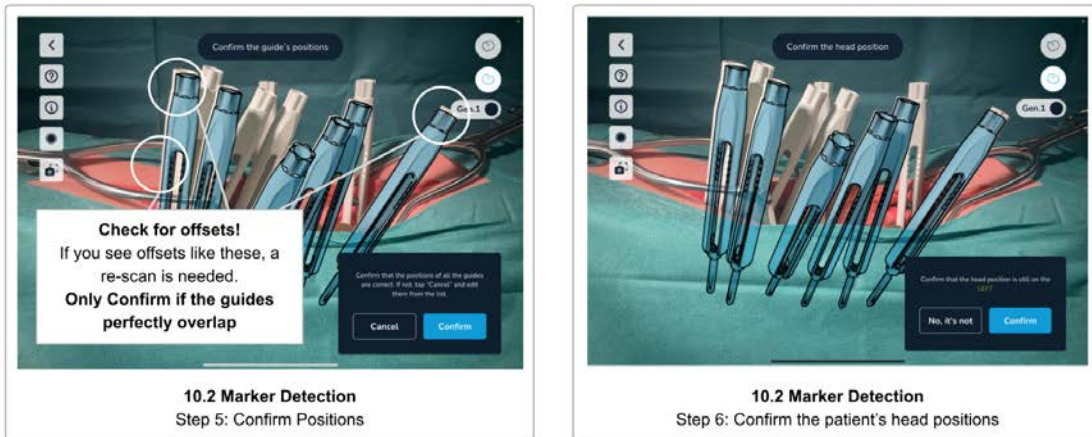 Confirm the guide's positions
Gen.1
Check for offsets!
If you see offsets like these, a
re-scan is needed.
Only Confirm if the guides
perfectly overlap
Confirm that the positions of all the guides
are correct. If not, tap "Cancel" and edit
them from the list.
Cancel
Confirm
10.2 Marker Detection
Step 5: Confirm Positions
Confirm the head position
Gen.1
Confirm that the head position is still on the
LEFT
No, it's not
Confirm
10.2 Marker Detection
Step 6: Confirm the patient's head positions